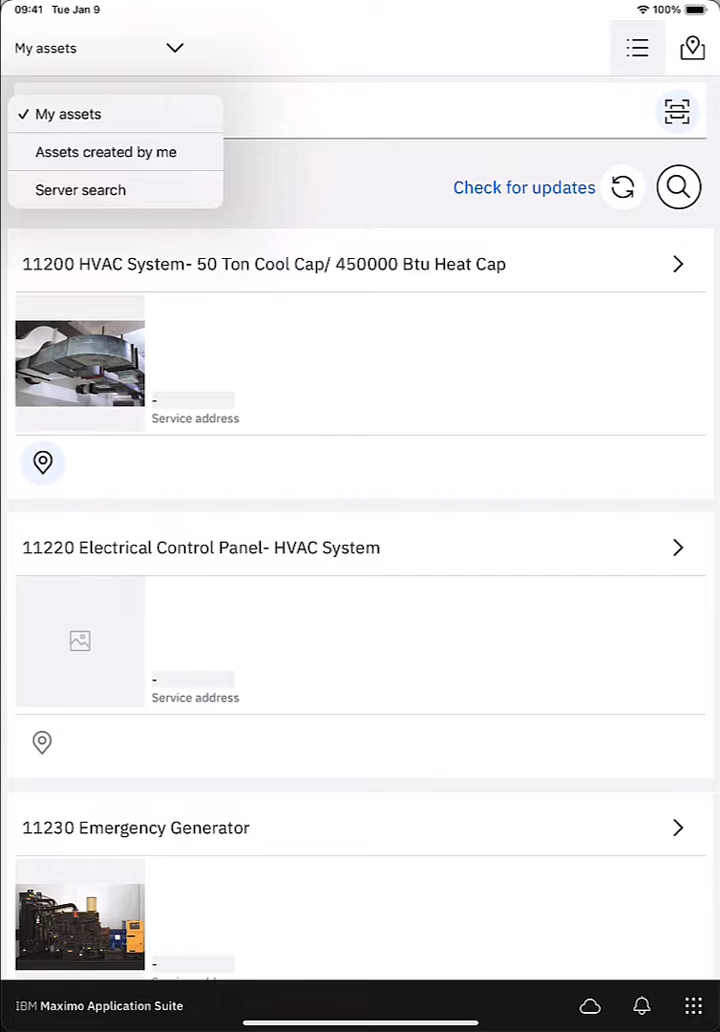 09:41 Tue Jan 9
100%
My assets
My assets
Assets created by me
Server search
Check for updates
11200 HVAC System- 50 Ton Cool Cap/ 450000 Btu Heat Cap
-
Service address
11220 Electrical Control Panel- HVAC System
-
Service address
11230 Emergency Generator
-
IBM Maximo Application Suite